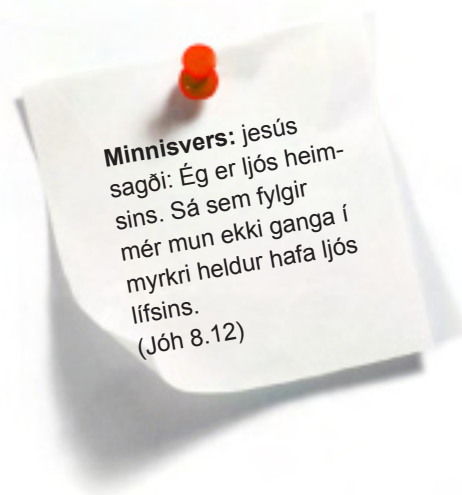 Minnisvers: jesús
sagði: Ég er ljós heim-
sins. Sá sem fylgir
mér mun ekki ganga í
myrkri heldur hafa ljós
lífsins.
(Jóh 8.12)